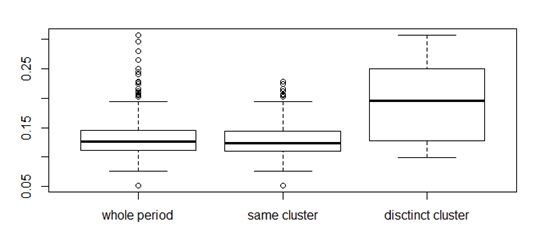 0.25
0.15
0.05
whole period
same cluster
disctinct cluster